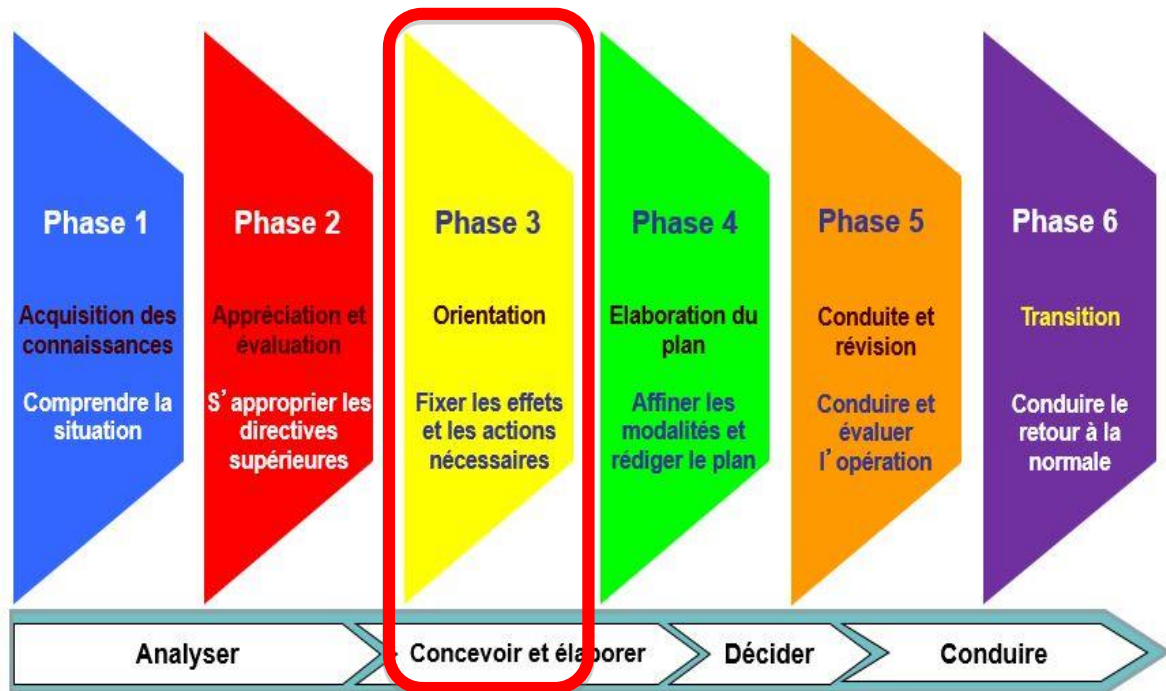 Phase 1
Acquisition des
connaissances
Comprendre la
situation
Phase 2
Appréciation et
évaluation
S'approprier les
directives
supérieures
Phase 3
Orientation
Fixer les effets
et les actions
nécessaires
Phase 4
Elaboration du
plan
Affiner les
modalités et
rédiger le plan
Phase 5
Conduite et
révision
Conduire et
évaluer
l'opération
Phase 6
Transition
Conduire le
retour à la
normale
Analyser
Concevoir et élaborer
Décider
Conduire